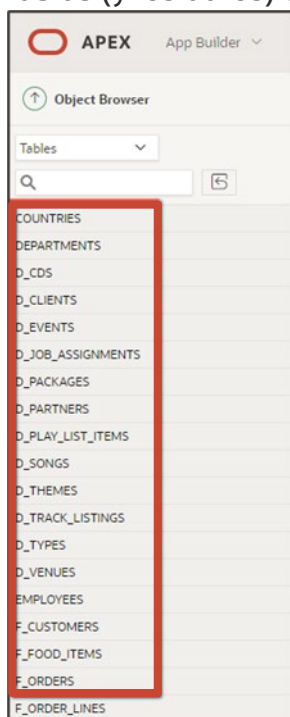 APEX App Builder
Object Browser
Tables
COUNTRIES
DEPARTMENTS
D_CDS
D_CLIENTS
D_EVENTS
D_JOB_ASSIGNMENTS
D_PACKAGES
D_PARTNERS
D_PLAY_LIST_ITEMS
D_SONGS
D_THEMES
D_TRACK_LISTINGS
D_TYPES
D_VENUES
EMPLOYEES
F_CUSTOMERS
F_FOOD_ITEMS
F_ORDERS
F_ORDER_LINES